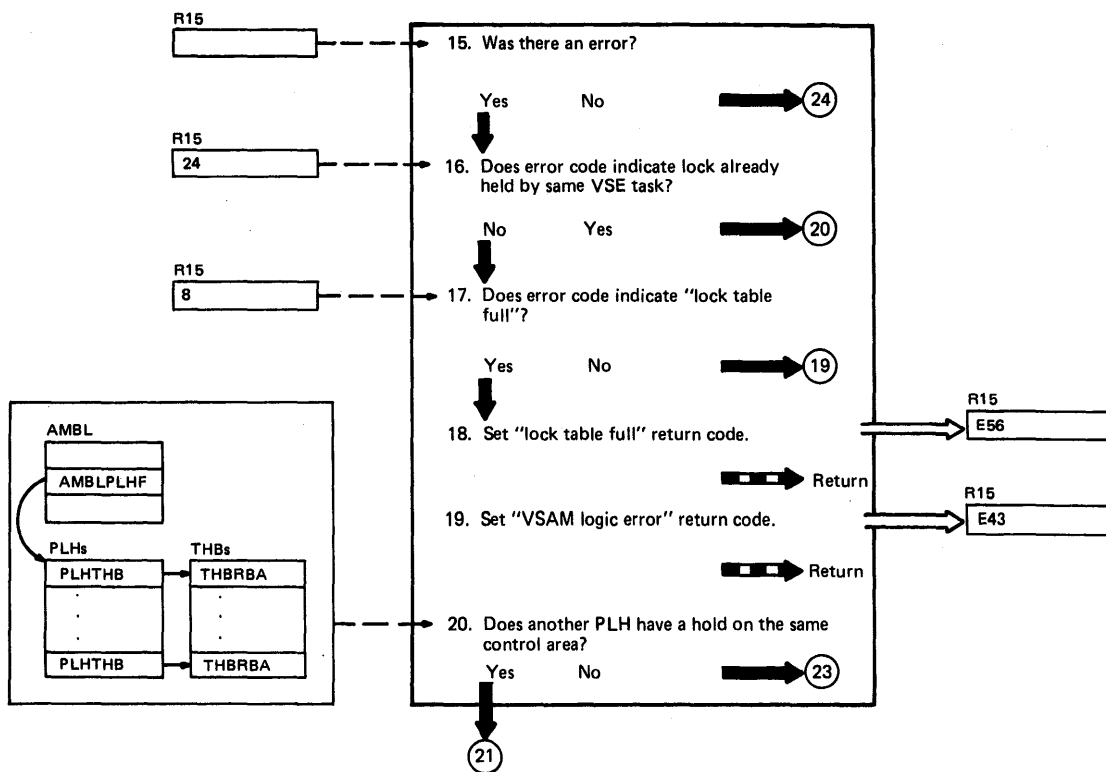 R15
15. Was there an error?
Yes No 24
R15
24
16. Does error code indicate lock already
held by same VSE task?
No Yes 20
R15
8
17. Does error code indicate "lock table
full"?
Yes No 19
R15
18. Set "lock table full" return code.
E56
Return
R15
19. Set "VSAM logic error" return code.
E43
Return
AMBL
AMBLPLHF
PLHs THBs
PLHTHB THBRBA
PLHTHB THBRBA
20. Does another PLH have a hold on the same
control area?
Yes No 23
21